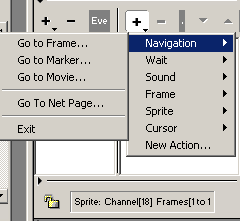 Eve
Go to Frame...
Go to Marker...
Go to Movie...
Go To Net Page...
Exit
Navigation
Wait
Sound
Frame
Sprite
Cursor
New Action...
Sprite: Channel[18] Frames[1 to 1